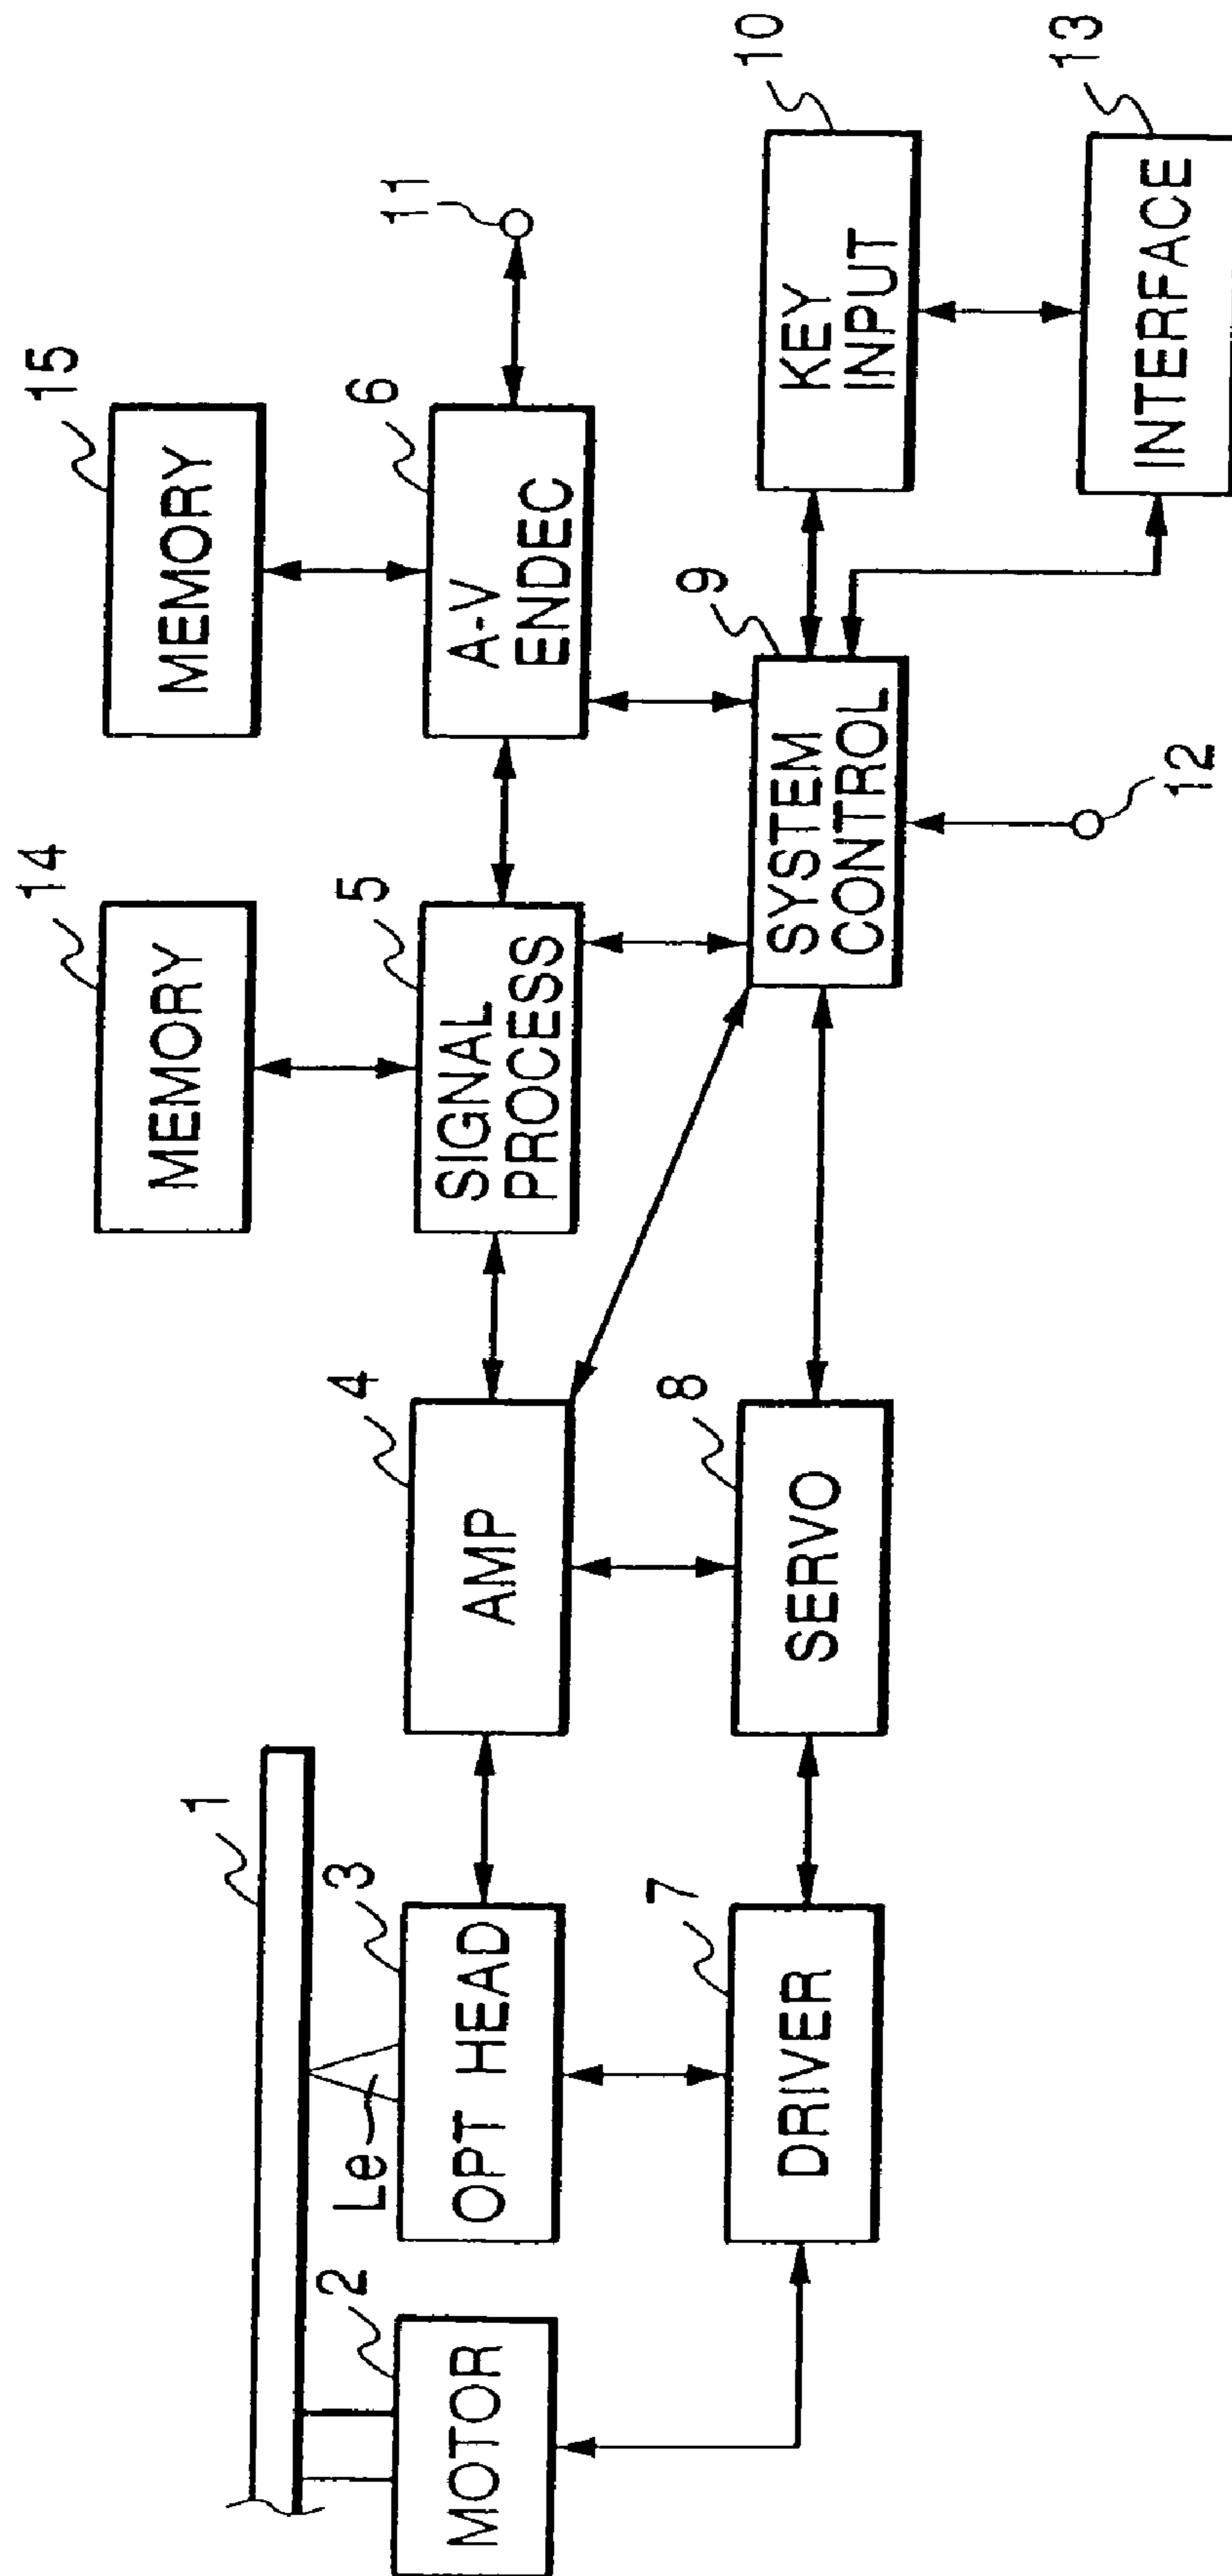 15
MEMORY
14
MEMORY
11
6
A-V
ENDEC
5
SIGNAL
PROCESS
4
AMP
1
3
OPT HEAD
Le
2
MOTOR
10
KEY
INPUT
9
SYSTEM
CONTROL
8
SERVO
7
DRIVER
13
INTERFACE
12